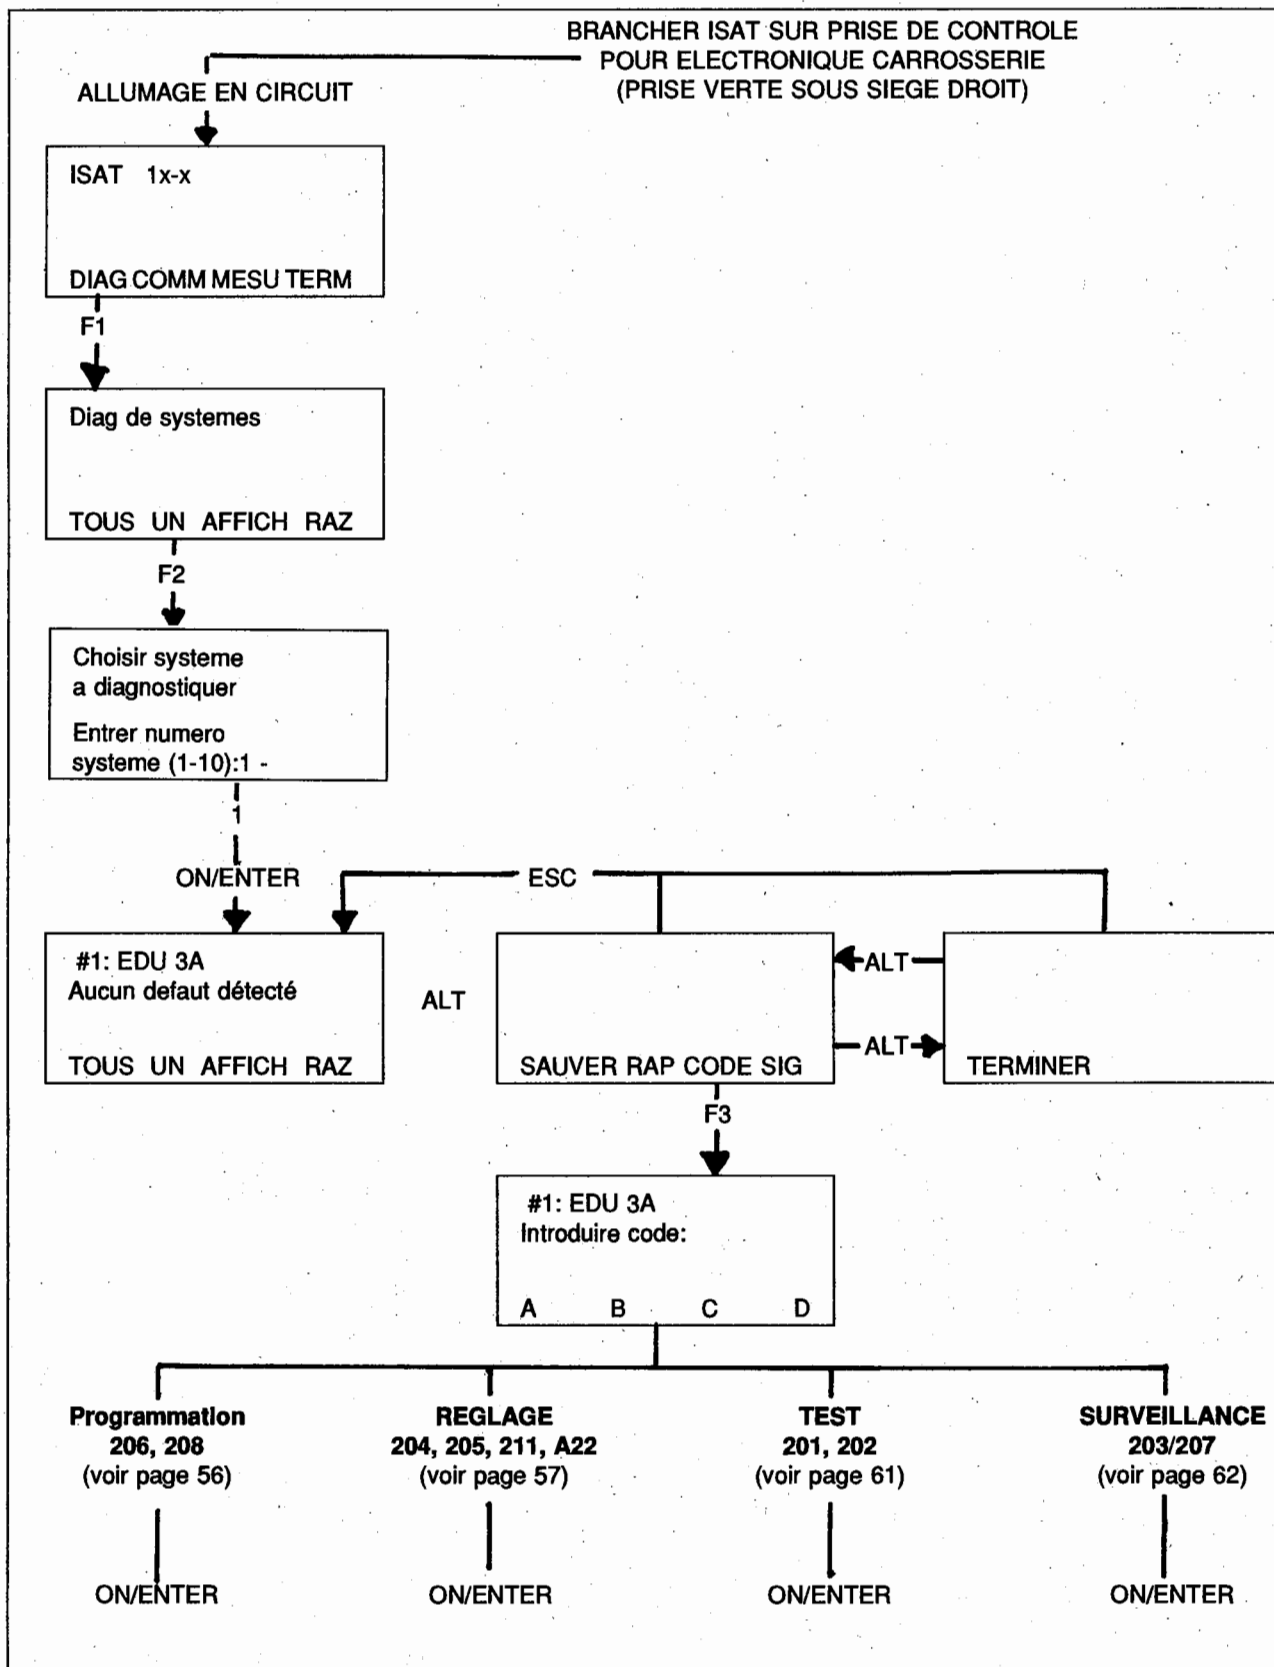 BRANCHER ISAT SUR PRISE DE CONTROLE
POUR ELECTRONIQUE CARROSSERIE
(PRISE VERTE SOUS SIEGE DROIT)
ALLUMAGE EN CIRCUIT
ISAT 1x-x
DIAG COMM MESU TERM
F1
Diag de systemes
TOUS UN AFFICH RAZ
F2
Choisir systeme
a diagnostiquer
Entrer numero
systeme (1-10):1 -
1
ON/ENTER
ESC
#1: EDU 3A
Aucun defaut détecté
TOUS UN AFFICH RAZ
ALT
SAUVER RAP CODE SIG
ALT
ALT
TERMINER
F3
#1: EDU 3A
Introduire code:
A B C D
Programmation
206, 208
(voir page 56)
ON/ENTER
REGLAGE
204, 205, 211, A22
(voir page 57)
ON/ENTER
TEST
201, 202
(voir page 61)
ON/ENTER
SURVEILLANCE
203/207
(voir page 62)
ON/ENTER